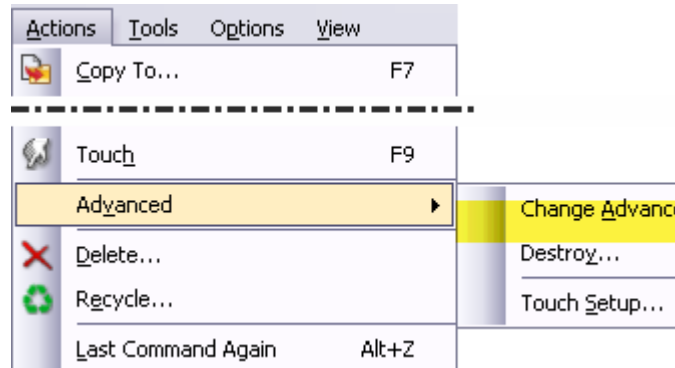 Actions Tools Options View
Copy To... F7
Touch F9
Advanced
Change Advanc
Delete...
Destroy...
Recycle...
Touch Setup...
Last Command Again Alt+Z